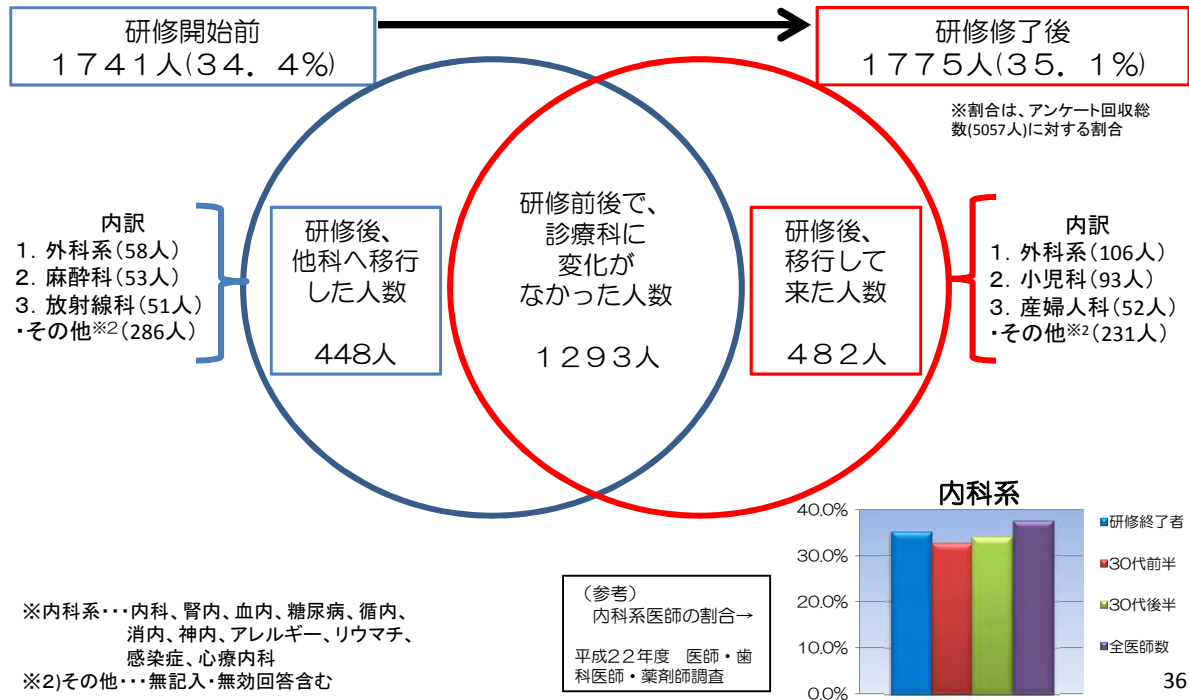 研修開始前
１７４１人(３４．４%)
研修修了後
１７７５人(３５．１%)
※割合は、アンケート回収総
数(5057人)に対する割合
内訳
1. 外科系(58人)
2. 麻酔科(53人)
3. 放射線科(51人)
・その他※2(286人)
研修後、
他科へ移行
した人数
448人
研修前後で、
診療科に
変化が
なかった人数
１２９３人
研修後、
移行して
来た人数
４８２人
内訳
1. 外科系(106人)
2. 小児科(93人)
3. 産婦人科(52人)
・その他※2(231人)
内科系
40.0%
30.0%
20.0%
10.0%
0.0%
研修終了者
30代前半
30代後半
全医師数
（参考）
内科系医師の割合→
平成２２年度　医師・歯
科医師・薬剤師調査
※内科系・・・内科、腎内、血内、糖尿病、循内、
消内、神内、アレルギー、リウマチ、
感染症、心療内科
※2)その他・・・無記入・無効回答含む
36